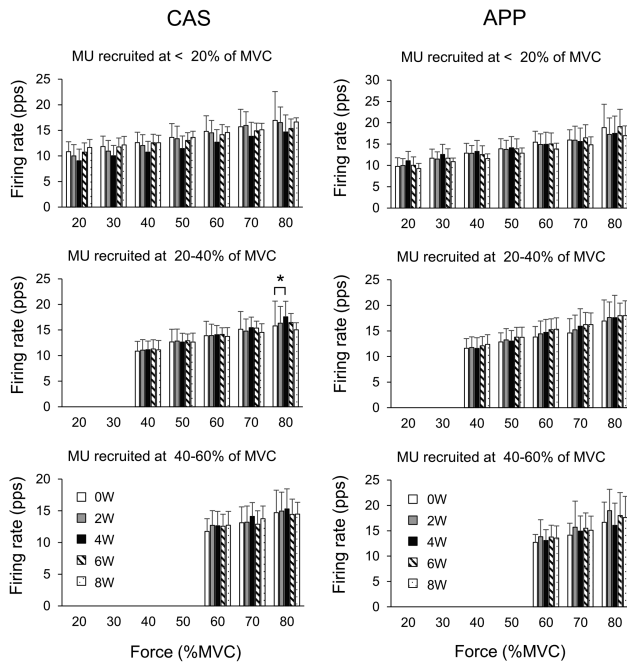 CAS
APP
MU recruited at < 20% of MVC
MU recruited at < 20% of MVC
Firing rate (pps)
25
20
15
10
5
0
20 30 40 50 60 70 80
Firing rate (pps)
30
25
20
15
10
5
0
20 30 40 50 60 70 80
MU recruited at 20-40% of MVC
MU recruited at 20-40% of MVC
Firing rate (pps)
25
20
15
10
5
0
*
20 30 40 50 60 70 80
Firing rate (pps)
25
20
15
10
5
0
20 30 40 50 60 70 80
MU recruited at 40-60% of MVC
MU recruited at 40-60% of MVC
Firing rate (pps)
25
20
15
10
5
0
0W
2W
4W
6W
8W
20 30 40 50 60 70 80
Force (%MVC)
Firing rate (pps)
25
20
15
10
5
0
0W
2W
4W
6W
8W
20 30 40 50 60 70 80
Force (%MVC)